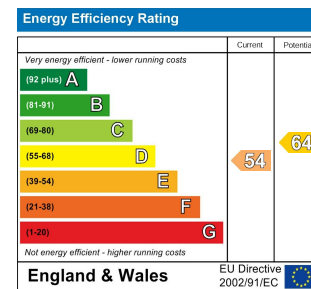 Energy Efficiency Rating
Current Potentia
Very energy efficient - lower running costs
(92 plus) A
(81-91) B
(69-80) C
(55-68) D
(39-54) E
(21-38) F
(1-20) G
54
64
Not energy efficient - higher running costs
England & Wales
EU Directive
2002/91/EC